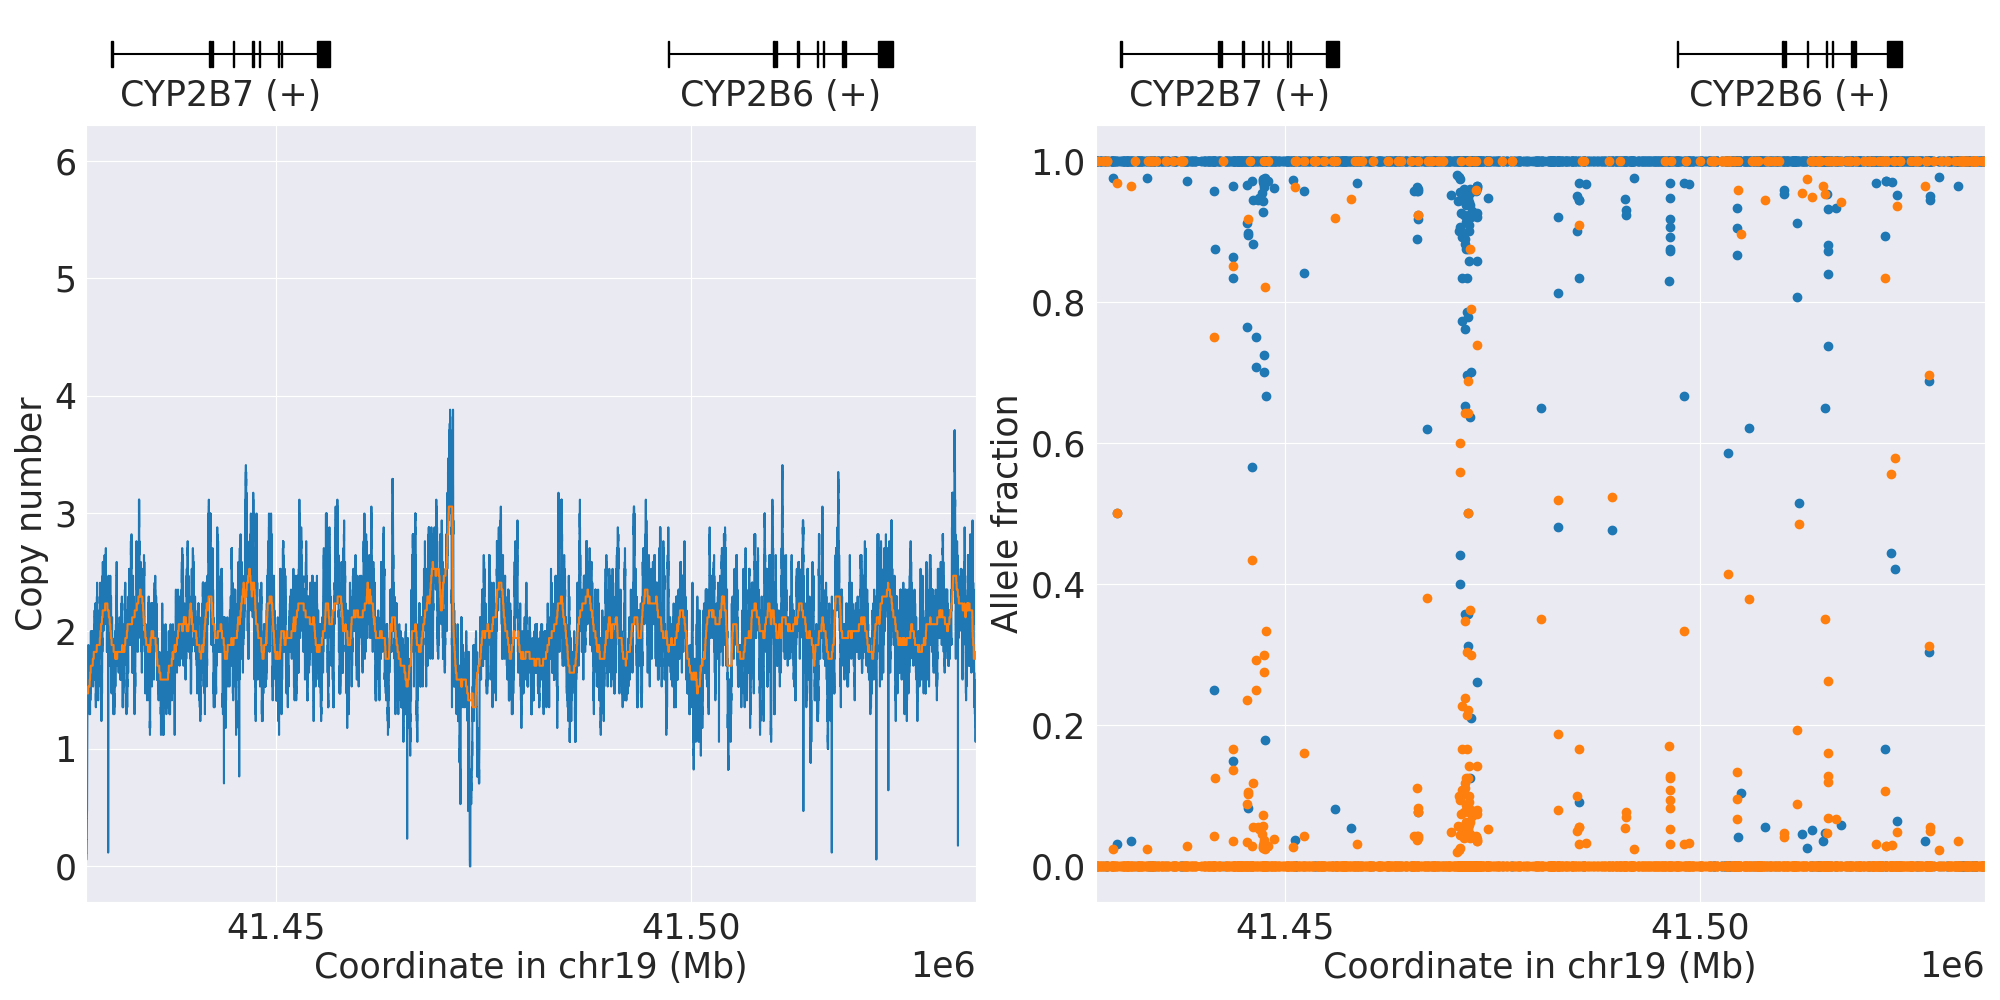 CYP2B7 (+) CYP2B6 (+)
6
5
4
3
2
1
0
Copy number
41.45 41.50
Coordinate in chr19 (Mb) 1e6
CYP2B7 (+) CYP2B6 (+)
1.0
0.8
0.6
0.4
0.2
0.0
Allele fraction
41.45 41.50
Coordinate in chr19 (Mb) 1e6